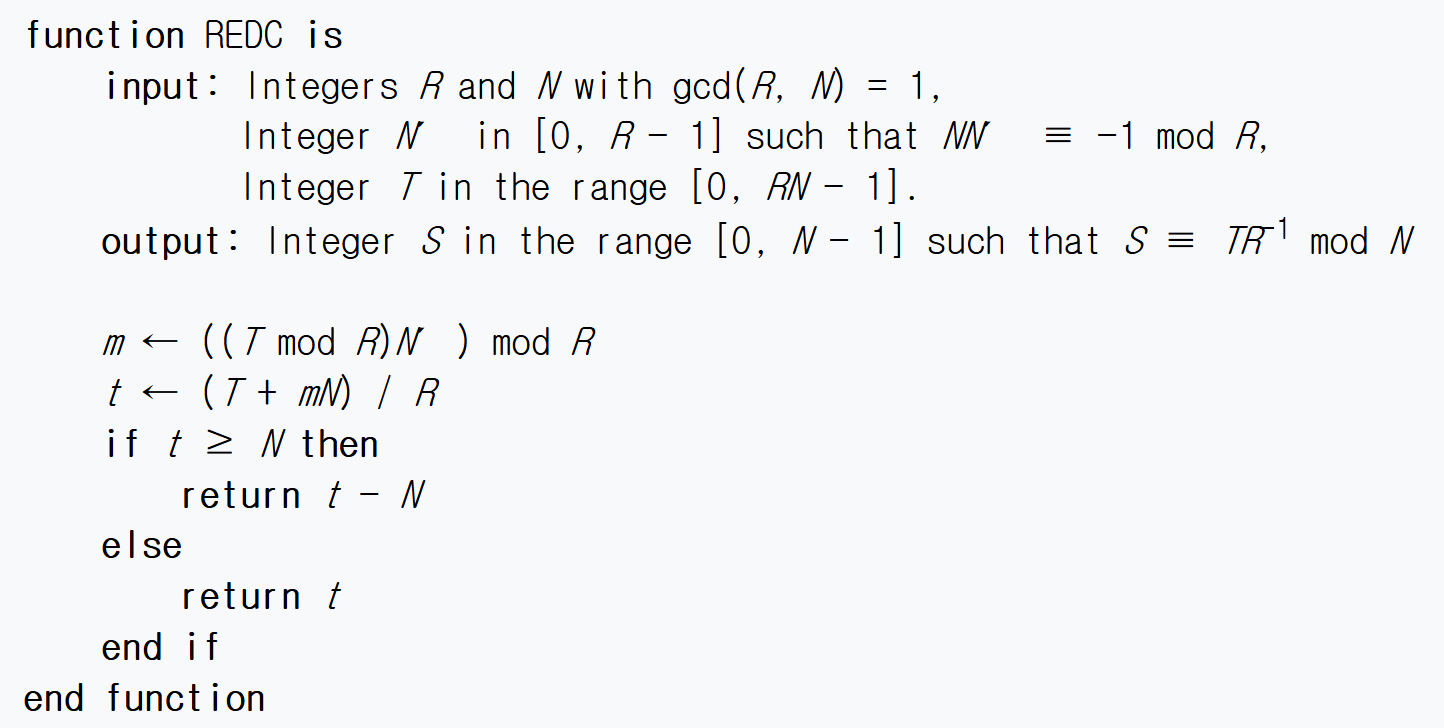 function REDC is
input: Integers R and N with gcd(R, N) = 1,
Integer N′ in [0, R − 1] such that NN′ ≡ −1 mod R,
Integer T in the range [0, RN − 1].
output: Integer S in the range [0, N − 1] such that S ≡ TR⁻¹ mod N
m ← ((T mod R)N′) mod R
t ← (T + mN) / R
if t ≥ N then
return t − N
else
return t
end if
end function